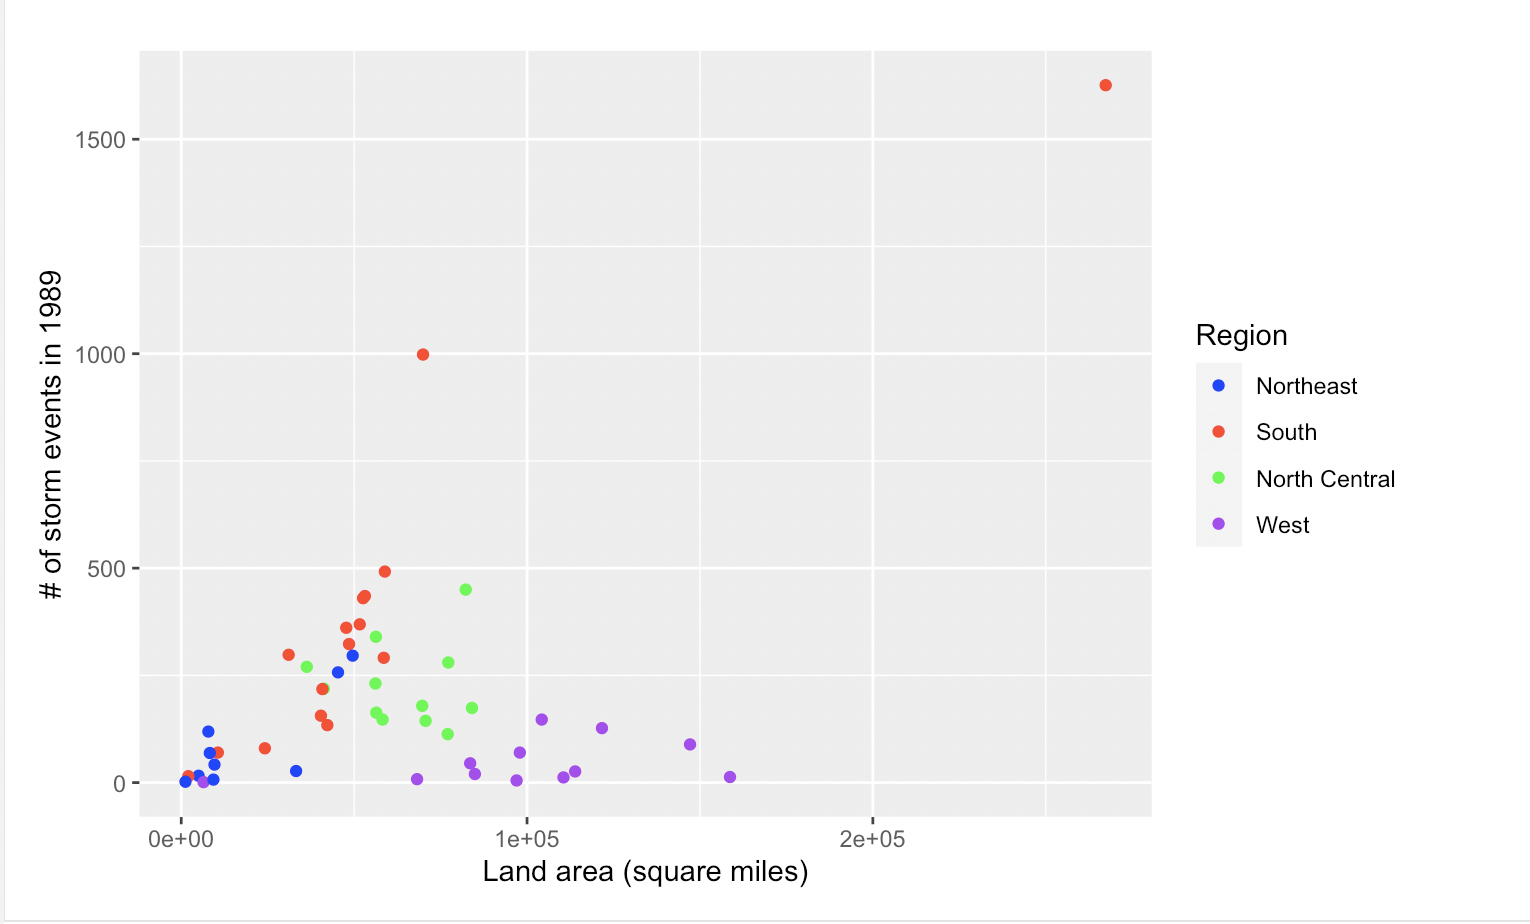 # of storm events in 1989
1500
1000
500
0
0e+00 1e+05 2e+05
Land area (square miles)
Region
Northeast
South
North Central
West